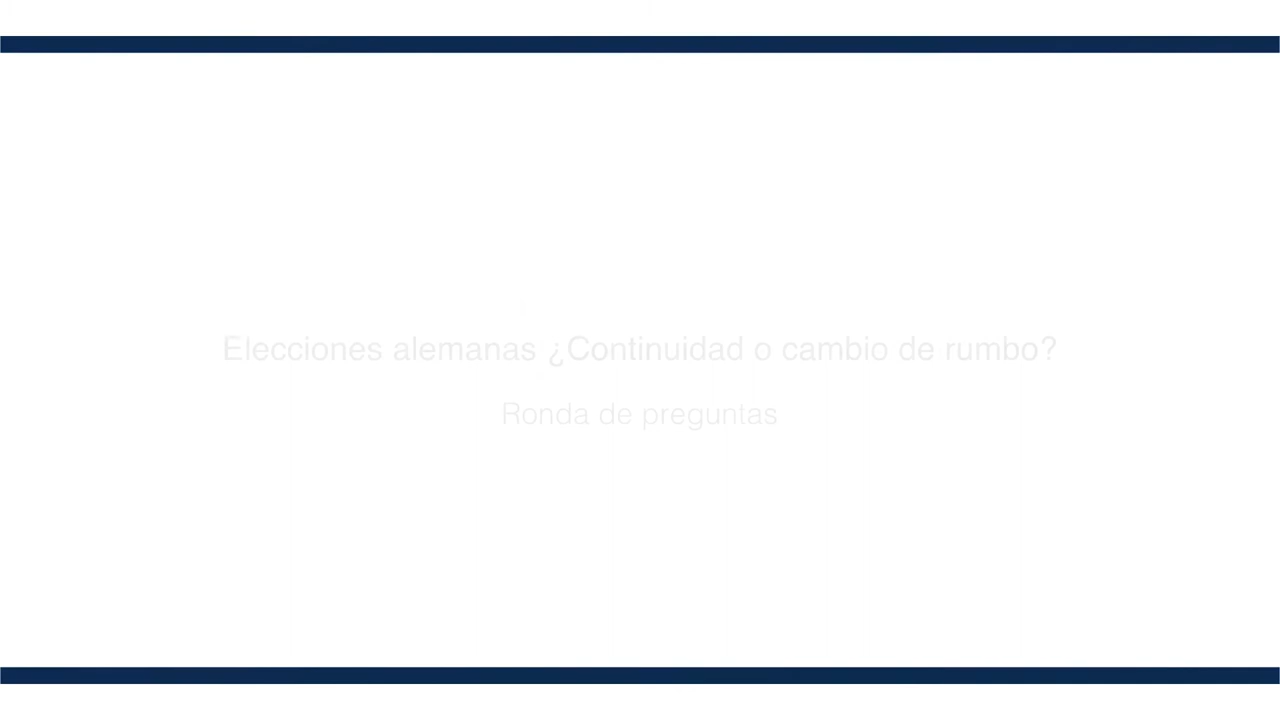 Elecciones alemanas ¿Continuidad o cambio de rumbo?
Ronda de preguntas